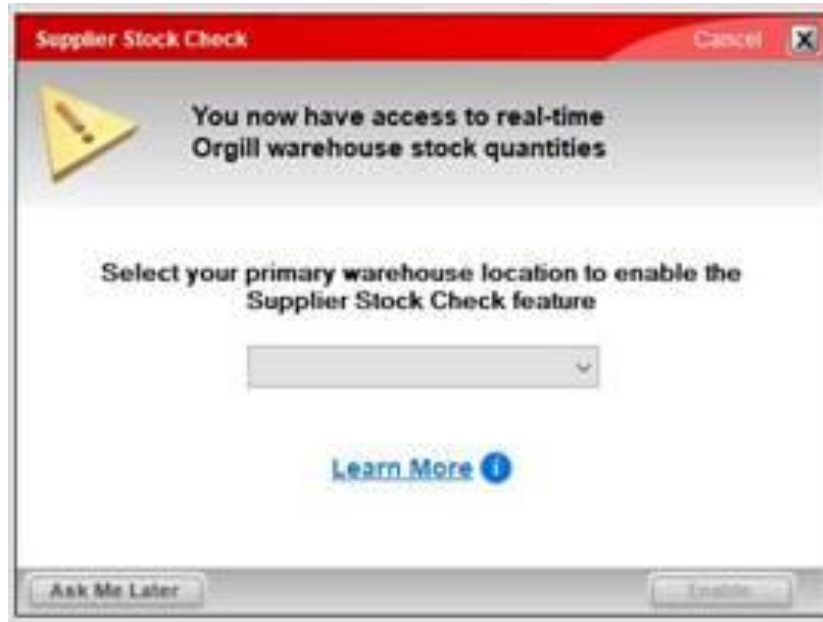 Supplier Stock Check
Cancel
You now have access to real-time
Orgill warehouse stock quantities
Select your primary warehouse location to enable the
Supplier Stock Check feature
Learn More
Ask Me Later
Enable